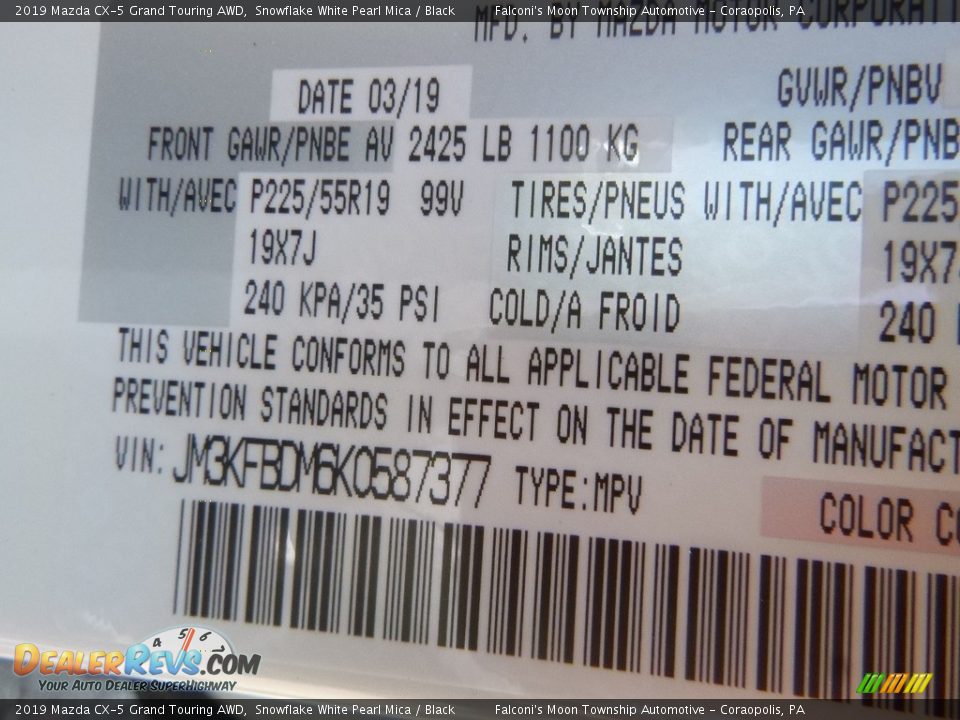 2019 Mazda CX-5 Grand Touring AWD, Snowflake White Pearl Mica / Black Falconi's Moon Township Automotive - Coraopolis, PA
MFD. BY MAZDA MOTOR CORPORATI
DATE 03/19 GVWR/PNBV
FRONT GAWR/PNBE AV 2425 LB 1100 KG REAR GAWR/PNB
WITH/AVEC P225/55R19 99V TIRES/PNEUS WITH/AVEC P225
19X7J RIMS/JANTES 19X7J
240 KPA/35 PSI COLD/A FROID 240
THIS VEHICLE CONFORMS TO ALL APPLICABLE FEDERAL MOTOR
PREVENTION STANDARDS IN EFFECT ON THE DATE OF MANUFACT
VIN: JM3KFBDM6K0587377 TYPE:MPV
COLOR CO
DEALERREVS.COM
YOUR AUTO DEALER SUPERHIGHWAY
2019 Mazda CX-5 Grand Touring AWD, Snowflake White Pearl Mica / Black Falconi's Moon Township Automotive - Coraopolis, PA